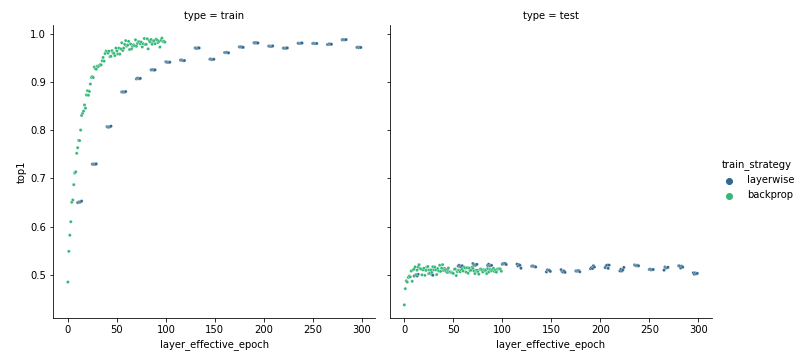 type = train
type = test
1.0
0.9
0.8
0.7
0.6
0.5
top1
0 50 100 150 200 250 300
layer_effective_epoch
0 50 100 150 200 250 300
layer_effective_epoch
train_strategy
layerwise
backprop